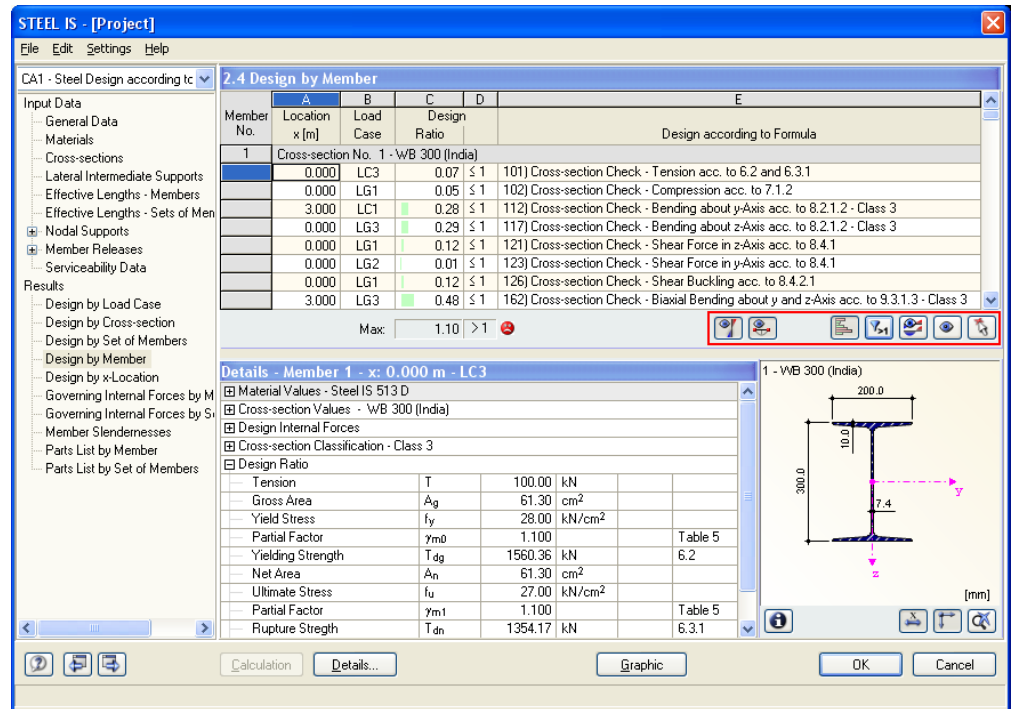 STEEL IS - [Project]
File Edit Settings Help
CA1 - Steel Design according tc
Input Data
General Data
Materials
Cross-sections
Lateral Intermediate Supports
Effective Lengths - Members
Effective Lengths - Sets of Men
Nodal Supports
Member Releases
Serviceability Data
Results
Design by Load Case
Design by Cross-section
Design by Set of Members
Design by Member
Design by x-Location
Governing Internal Forces by M
Governing Internal Forces by S
Member Slendernesses
Parts List by Member
Parts List by Set of Members
2.4 Design by Member
A B C D E
Member Location Load Design
No. x [m] Case Ratio Design according to Formula
1 Cross-section No. 1 - WB 300 (India)
0.000 LC3 0.07 ≤ 1 101) Cross-section Check - Tension acc. to 6.2 and 6.3.1
0.000 LG1 0.05 ≤ 1 102) Cross-section Check - Compression acc. to 7.1.2
3.000 LC1 0.28 ≤ 1 112) Cross-section Check - Bending about y-Axis acc. to 8.2.1.2 - Class 3
0.000 LG3 0.29 ≤ 1 117) Cross-section Check - Bending about z-Axis acc. to 8.2.1.2 - Class 3
0.000 LG1 0.12 ≤ 1 121) Cross-section Check - Shear Force in z-Axis acc. to 8.4.1
0.000 LG2 0.01 ≤ 1 123) Cross-section Check - Shear Force in y-Axis acc. to 8.4.1
0.000 LG1 0.12 ≤ 1 126) Cross-section Check - Shear Buckling acc. to 8.4.2.1
3.000 LG3 0.48 ≤ 1 162) Cross-section Check - Biaxial Bending about y and z-Axis acc. to 9.3.1.3 - Class 3
Max: 1.10 > 1
Details - Member 1 - x: 0.000 m - LC3
Material Values - Steel IS 513 D
Cross-section Values - WB 300 (India)
Design Internal Forces
Cross-section Classification - Class 3
Design Ratio
Tension T 100.00 kN
Gross Area Ag 61.30 cm²
Yield Stress fy 28.00 kN/cm²
Partial Factor γm0 1.100 Table 5
Yielding Strength Tdg 1560.36 kN 6.2
Net Area An 61.30 cm²
Ultimate Stress fu 27.00 kN/cm²
Partial Factor γm1 1.100 Table 5
Rupture Stregth Tdn 1354.17 kN 6.3.1
1 - WB 300 (India)
200.0
10.0
300.0
7.4
y
z
[mm]
Calculation Details... Graphic OK Cancel